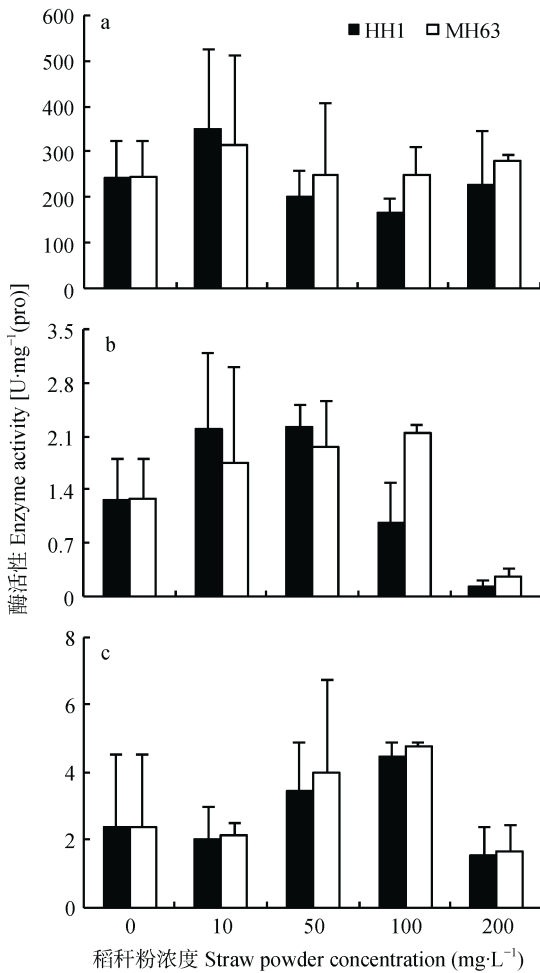 600
a
HH1 MH63
500
400
300
200
100
0
3.5
b
2.8
2.1
1.4
0.7
0
8
c
6
4
2
0
0 10 50 100 200
酶活性 Enzyme activity [U·mg⁻¹(pro)]
稻秆粉浓度 Straw powder concentration (mg·L⁻¹)